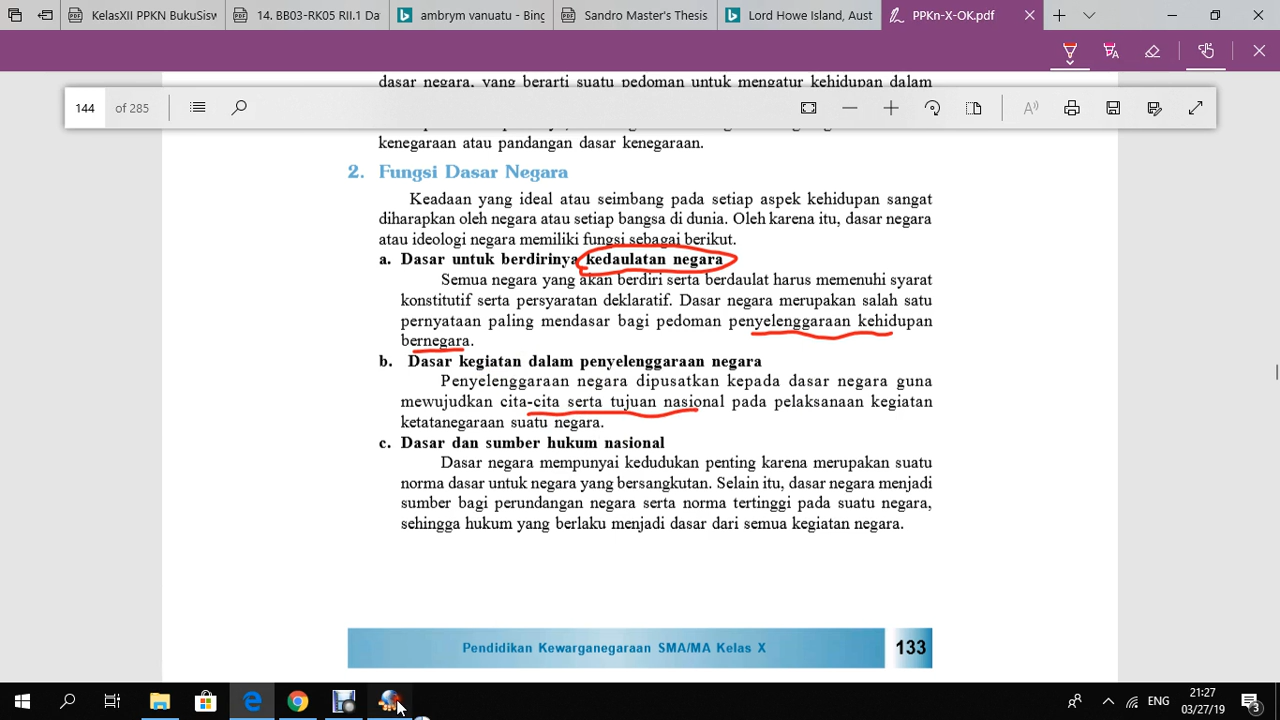 KelasXII PPKN BukuSisw
14. BB03-RK05 RII.1 Da
ambrym vanuatu - Bing
Sandro Master's Thesis
Lord Howe Island, Aust
PPKn-X-OK.pdf
dasar negara, yang berarti suatu pedoman untuk mengatur kehidupan dalam
144 of 285
kenegaraan atau pandangan dasar kenegaraan.
2. Fungsi Dasar Negara
Keadaan yang ideal atau seimbang pada setiap aspek kehidupan sangat
diharapkan oleh negara atau setiap bangsa di dunia. Oleh karena itu, dasar negara
atau ideologi negara memiliki fungsi sebagai berikut.
a. Dasar untuk berdirinya kedaulatan negara
Semua negara yang akan berdiri serta berdaulat harus memenuhi syarat
konstitutif serta persyaratan deklaratif. Dasar negara merupakan salah satu
pernyataan paling mendasar bagi pedoman penyelenggaraan kehidupan
bernegara.
b. Dasar kegiatan dalam penyelenggaraan negara
Penyelenggaraan negara dipusatkan kepada dasar negara guna
mewujudkan cita-cita serta tujuan nasional pada pelaksanaan kegiatan
ketatanegaraan suatu negara.
c. Dasar dan sumber hukum nasional
Dasar negara mempunyai kedudukan penting karena merupakan suatu
norma dasar untuk negara yang bersangkutan. Selain itu, dasar negara menjadi
sumber bagi perundangan negara serta norma tertinggi pada suatu negara,
sehingga hukum yang berlaku menjadi dasar dari semua kegiatan negara.
Pendidikan Kewarganegaraan SMA/MA Kelas X 133
ENG
21:27
03/27/19
3